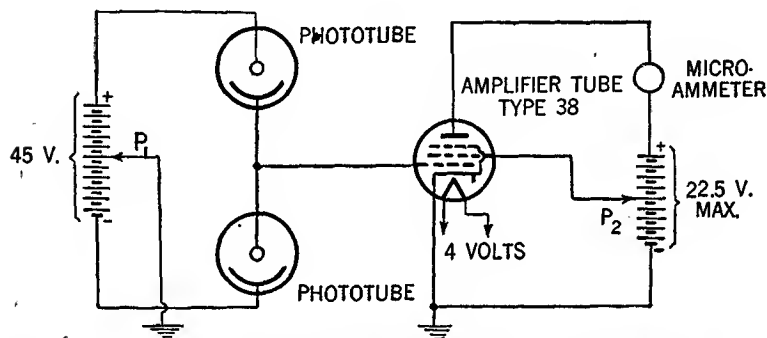 PHOTOTUBE
+
45 V.
P1
-
PHOTOTUBE
AMPLIFIER TUBE
TYPE 38
MICRO-
AMMETER
+
22.5 V.
MAX.
P2
-
4 VOLTS